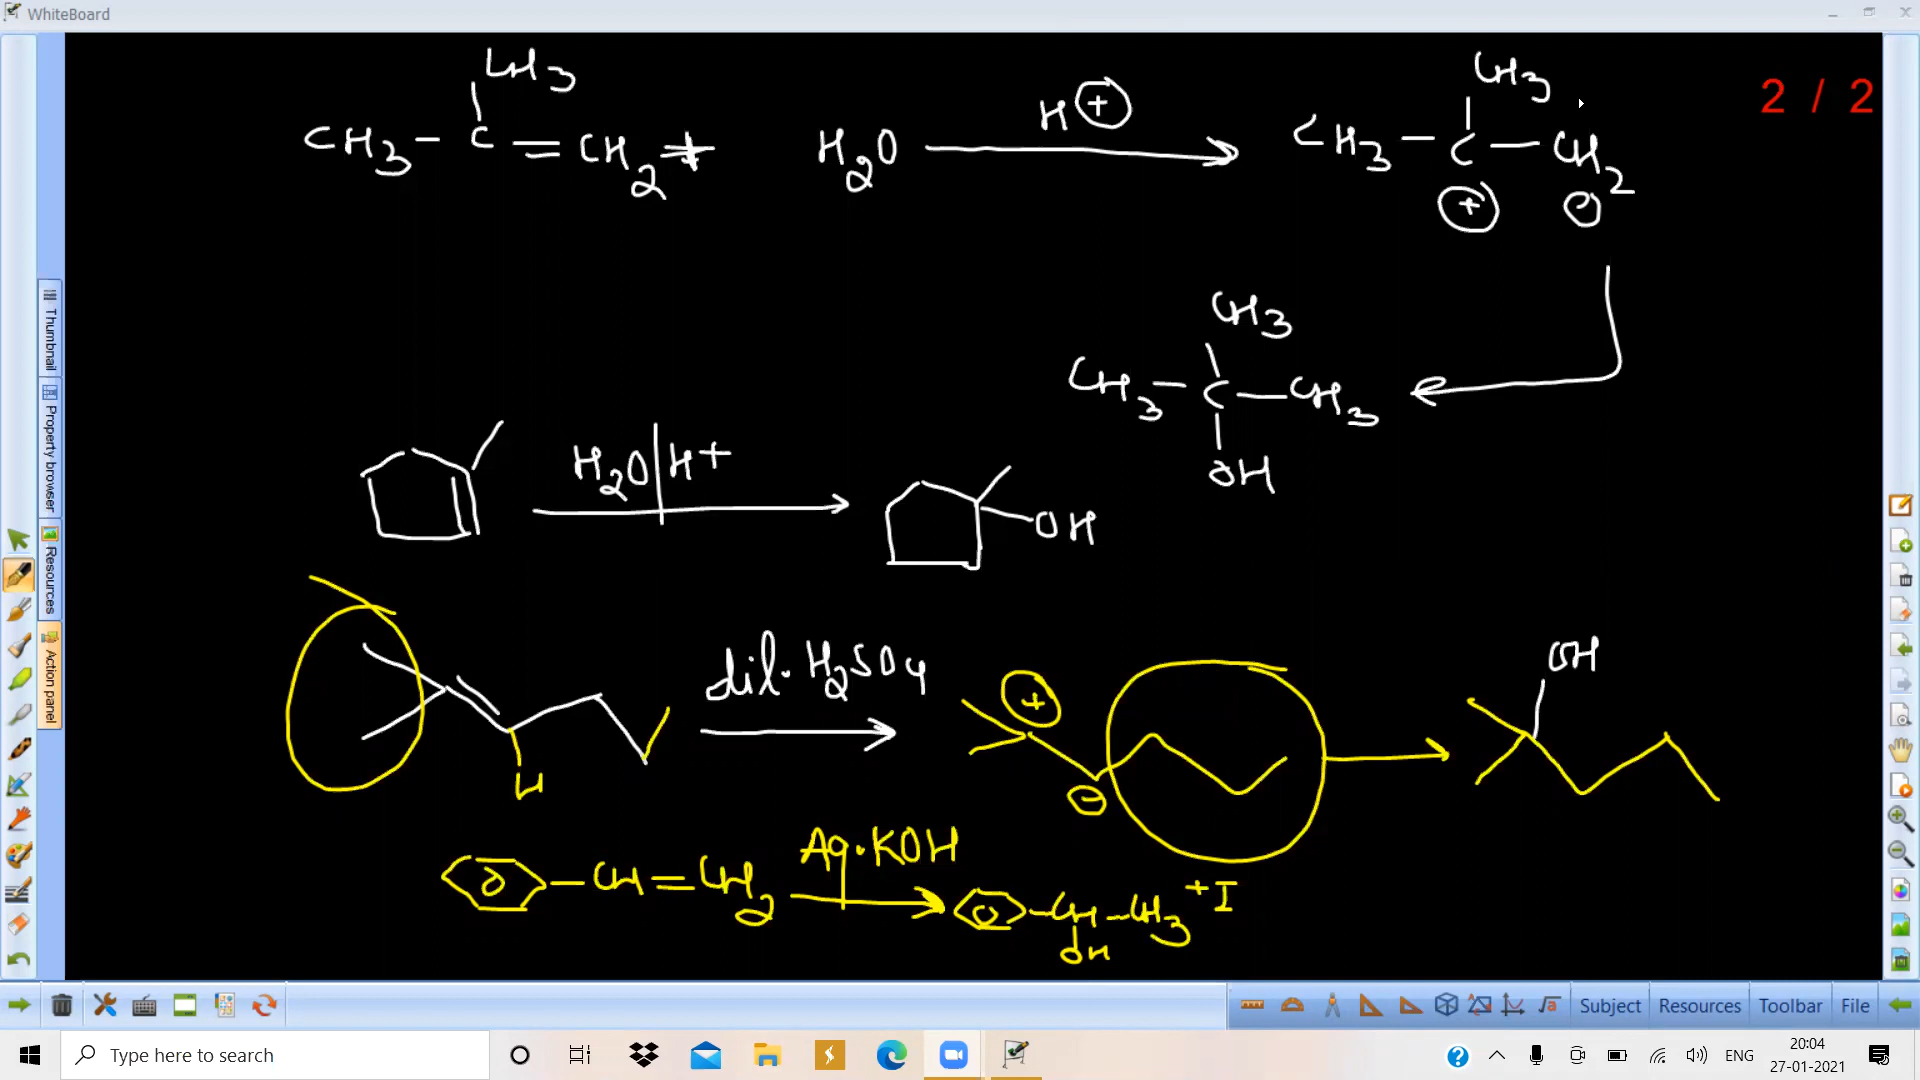 WhiteBoard
2 / 2
CH3
CH3 - C = CH2 + H2O H⊕ CH3 - C - CH2
CH3
⊕ ⊖
CH3
CH3 - C - CH3
OH
H2O | H+
OH
H
dil. H2SO4
⊕
⊖
OH
- CH = CH2 Aq. KOH - CH - CH3 +I
OH
Thumbnail
Property browser
Resources
Action panel
Subject
Resources
Toolbar
File
Type here to search
ENG
20:04
27-01-2021